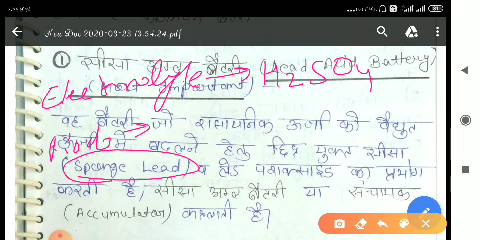 New Doc 2020-03-23 13.54.24.pdf
① सीसा अम्ल बैटरी (Lead Acid Battery)
Electrolyte → H₂SO₄
(Most Important)
वह बैटरी जो रासायनिक ऊर्जा को वैद्युत
ऊर्जा में बदलने हेतु छिद्र युक्त सीसा
(Sponge Lead) व लेड पराक्साइड का प्रयोग
करती है, सीसा अम्ल बैटरी या संचायक
(Accumulator) कहलाती है।